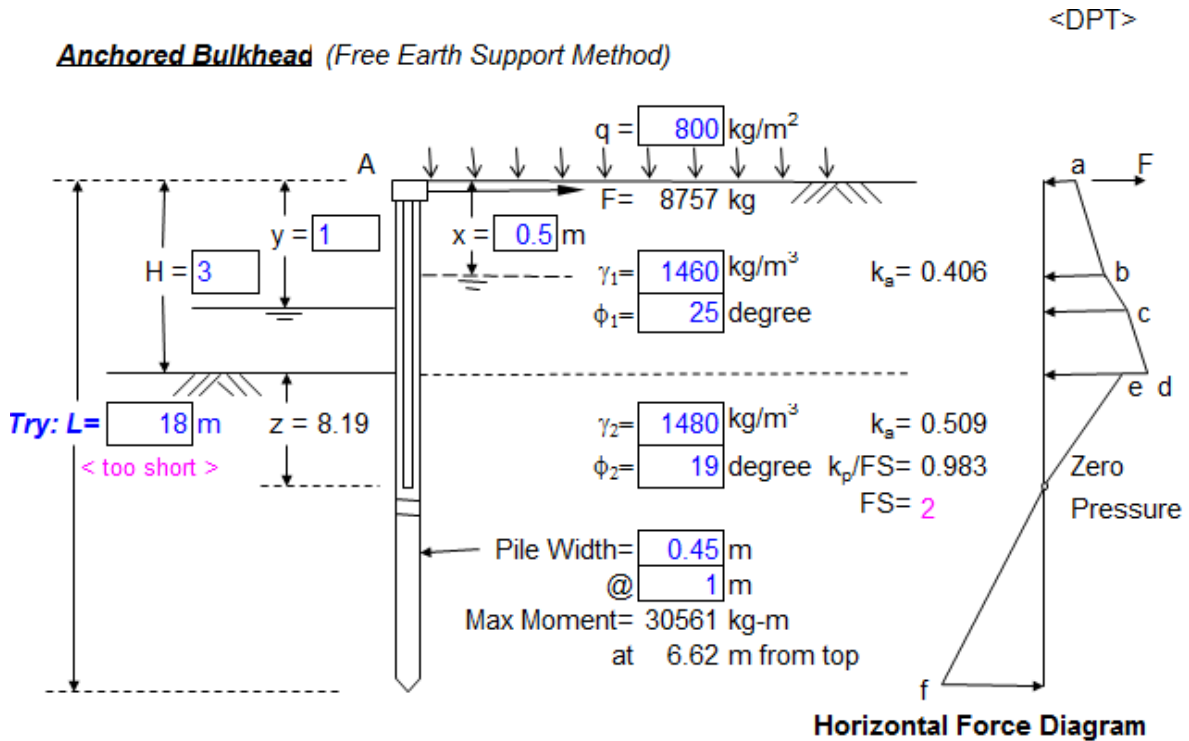 <DPT>
Anchored Bulkhead (Free Earth Support Method)
q = 800 kg/m²
A
a F
F= 8757 kg
y = 1
x = 0.5 m
H = 3
γ₁= 1460 kg/m³ kₐ= 0.406
b
ϕ₁= 25 degree
c
e d
Try: L= 18 m z = 8.19
γ₂= 1480 kg/m³ kₐ= 0.509
< too short >
ϕ₂= 19 degree kₚ/FS= 0.983
Zero
FS= 2
Pressure
Pile Width= 0.45 m
@ 1 m
Max Moment= 30561 kg-m
at 6.62 m from top
f
Horizontal Force Diagram